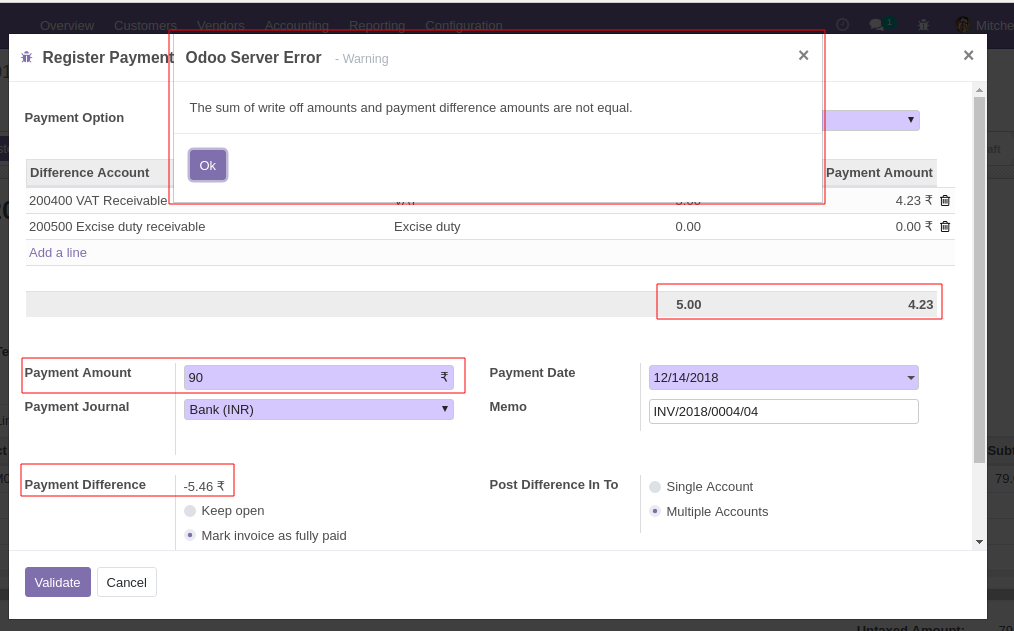 Overview Customers Vendors Accounting Reporting Configuration 1 Mitche
Register Payment
Odoo Server Error - Warning × ×
The sum of write off amounts and payment difference amounts are not equal.
Payment Option
Ok
Difference Account Payment Amount
200400 VAT Receivable VAT 5.00 4.23 ₹
200500 Excise duty receivable Excise duty 0.00 0.00 ₹
Add a line
5.00 4.23
Payment Amount 90 ₹ Payment Date 12/14/2018
Payment Journal Bank (INR) Memo INV/2018/0004/04
Payment Difference -5.46 ₹ Post Difference In To Single Account
Keep open Multiple Accounts
Mark invoice as fully paid
Validate Cancel
Untaxed Amount: